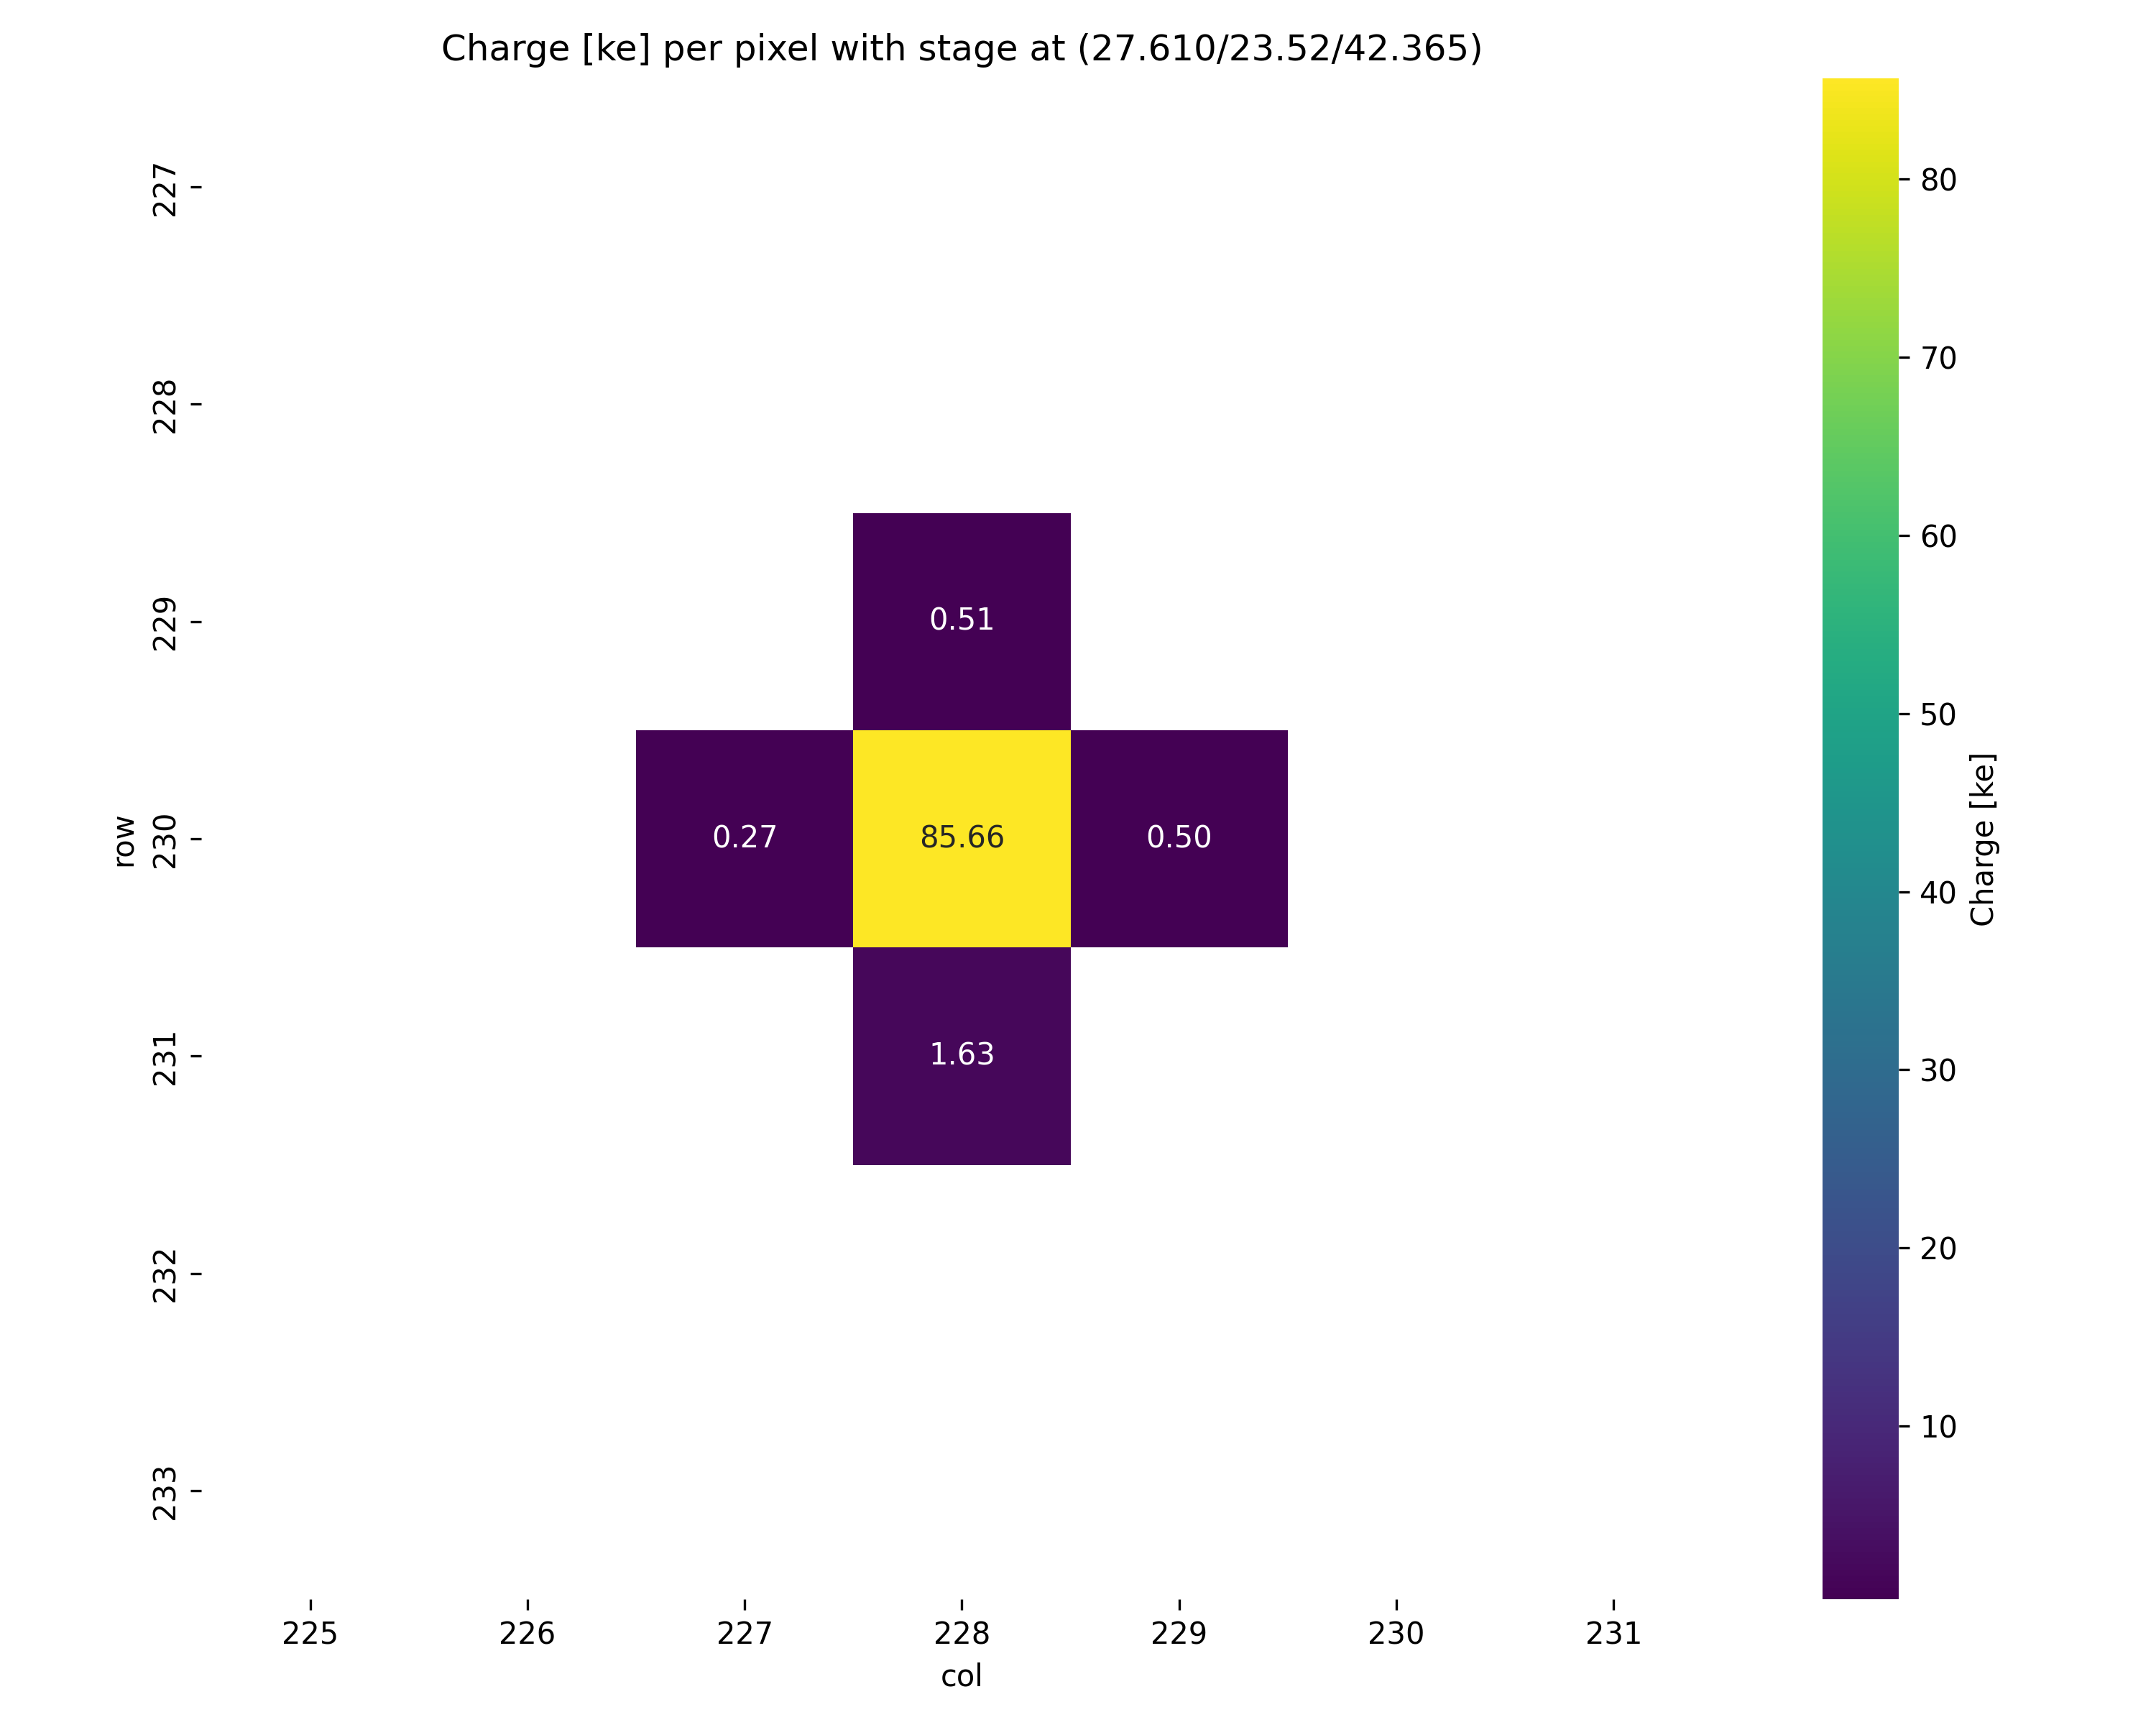 Charge [ke] per pixel with stage at (27.610/23.52/42.365)
227
228
229
230
231
232
233
row
0.51
0.27 85.66 0.50
1.63
225 226 227 228 229 230 231
col
80
70
60
50
40
30
20
10
Charge [ke]